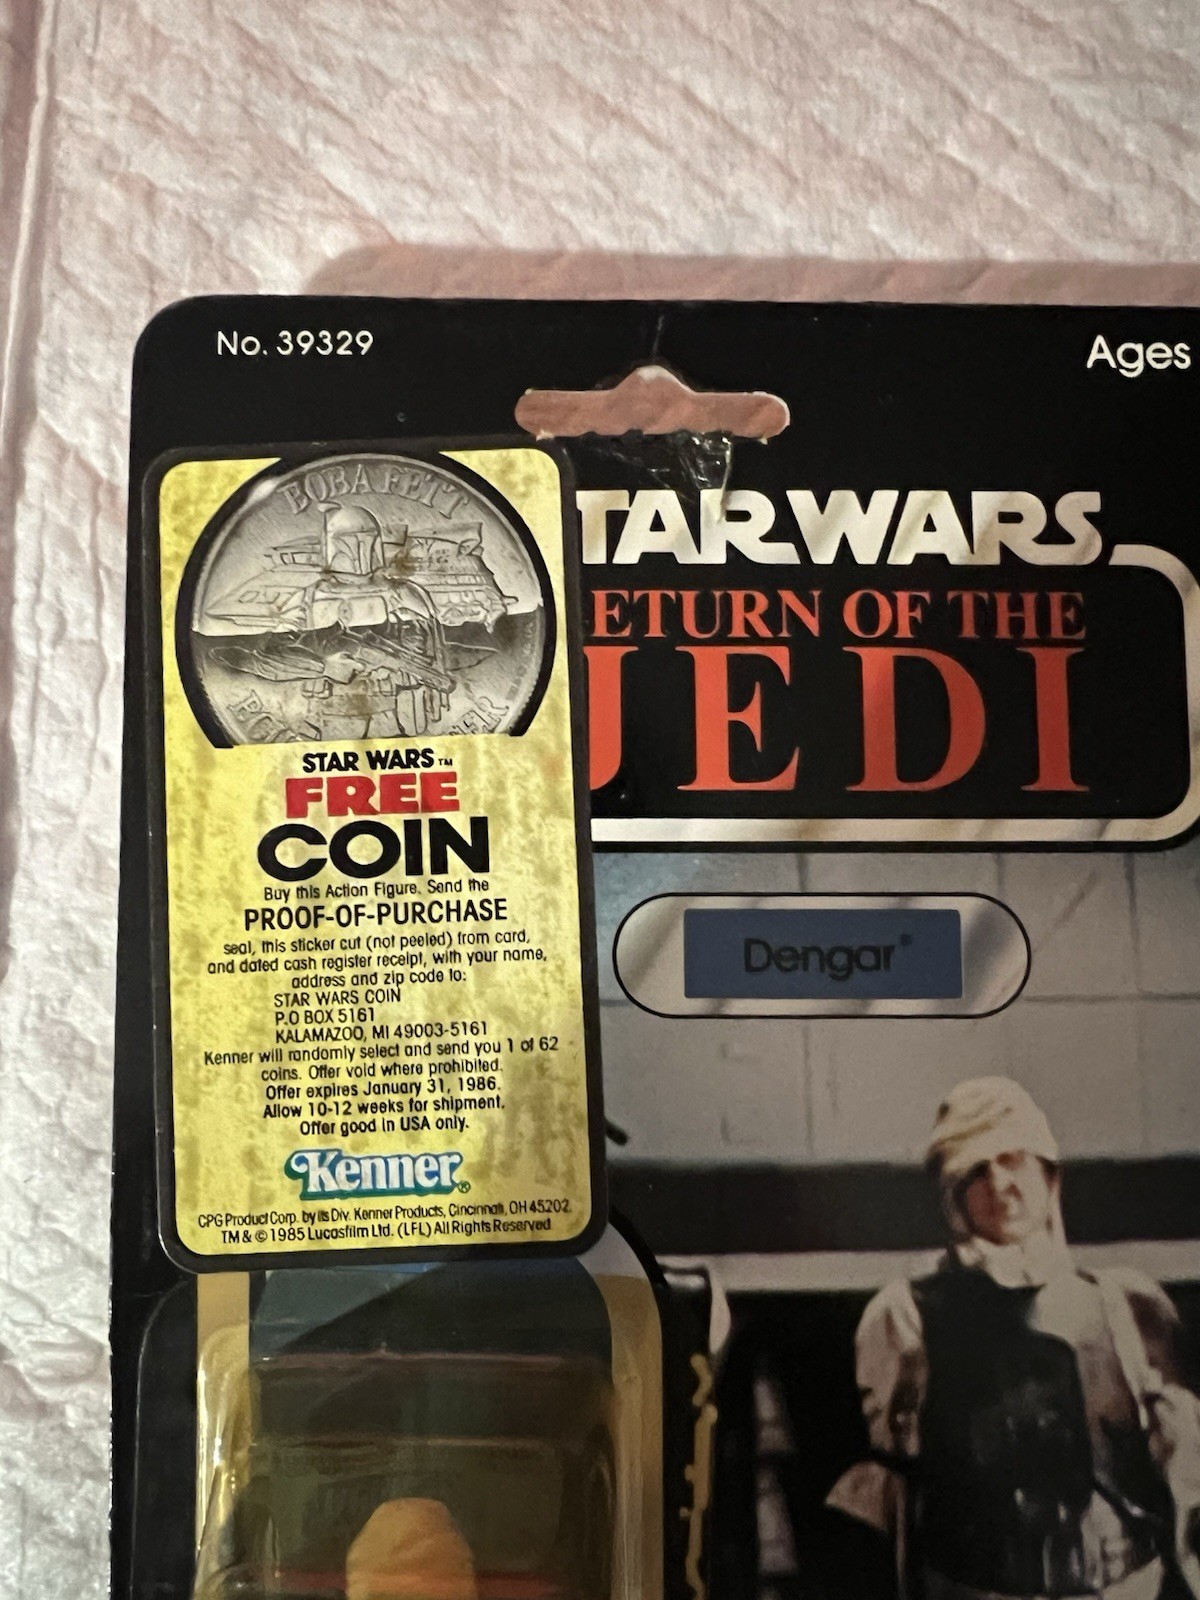 No. 39329
Ages
BOBA FETT
TAR WARS
ETURN OF THE
JEDI
STAR WARS™
FREE
COIN
Buy this Action Figure. Send the
PROOF-OF-PURCHASE
seal, this sticker cut (not peeled) from card,
and dated cash register receipt, with your name,
address and zip code to:
STAR WARS COIN
P.O BOX 5161
KALAMAZOO, MI 49003-5161
Kenner will randomly select and send you 1 of 62
coins. Offer void where prohibited.
Offer expires January 31, 1986.
Allow 10-12 weeks for shipment.
Offer good in USA only.
Kenner®
CPG Product Corp. by its Div. Kenner Products, Cincinnati, OH 45202.
TM & © 1985 Lucasfilm Ltd. (LFL) All Rights Reserved
Dengar®